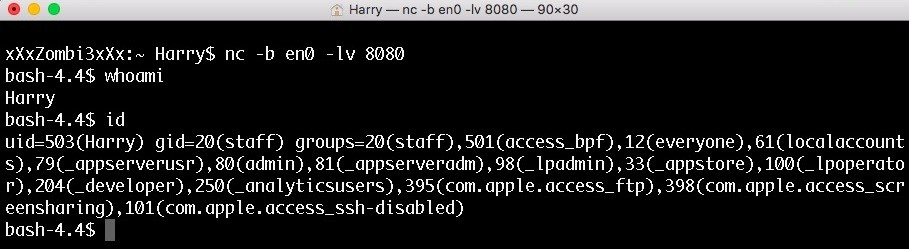 Harry — nc -b en0 -lv 8080 — 90×30
xXxZombi3xXx:~ Harry$ nc -b en0 -lv 8080
bash-4.4$ whoami
Harry
bash-4.4$ id
uid=503(Harry) gid=20(staff) groups=20(staff),501(access_bpf),12(everyone),61(localaccount
s),79(_appserverusr),80(admin),81(_appserveradm),98(_lpadmin),33(_appstore),100(_lpoperato
r),204(_developer),250(_analyticsusers),395(com.apple.access_ftp),398(com.apple.access_scr
eensharing),101(com.apple.access_ssh-disabled)
bash-4.4$